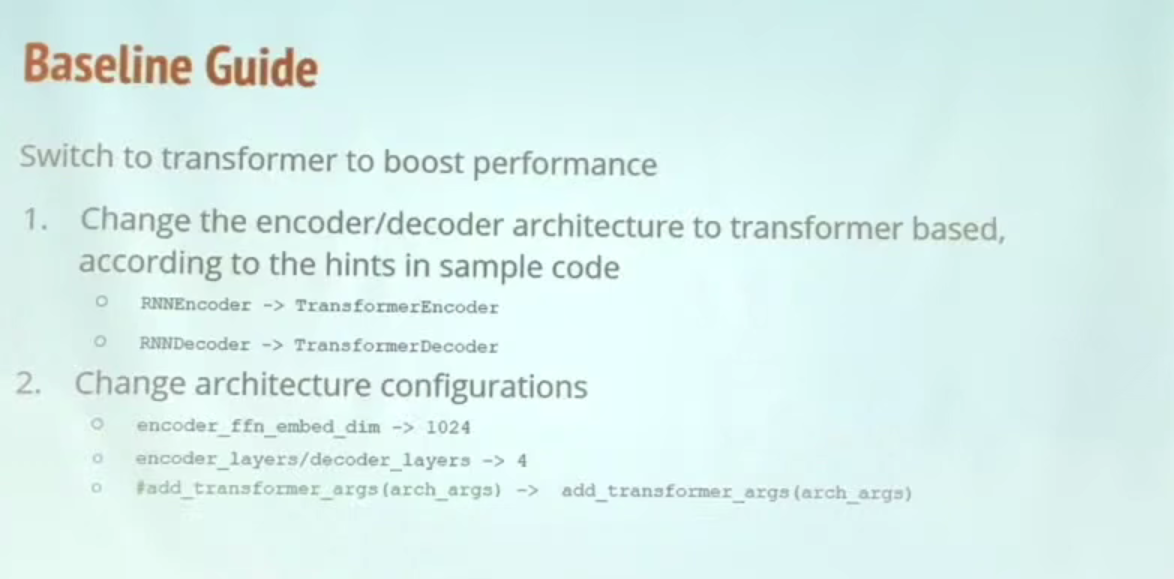 Baseline Guide
Switch to transformer to boost performance
1. Change the encoder/decoder architecture to transformer based,
according to the hints in sample code
○ RNNEncoder -> TransformerEncoder
○ RNNDecoder -> TransformerDecoder
2. Change architecture configurations
○ encoder_ffn_embed_dim -> 1024
○ encoder_layers/decoder_layers -> 4
○ #add_transformer_args(arch_args) -> add_transformer_args(arch_args)